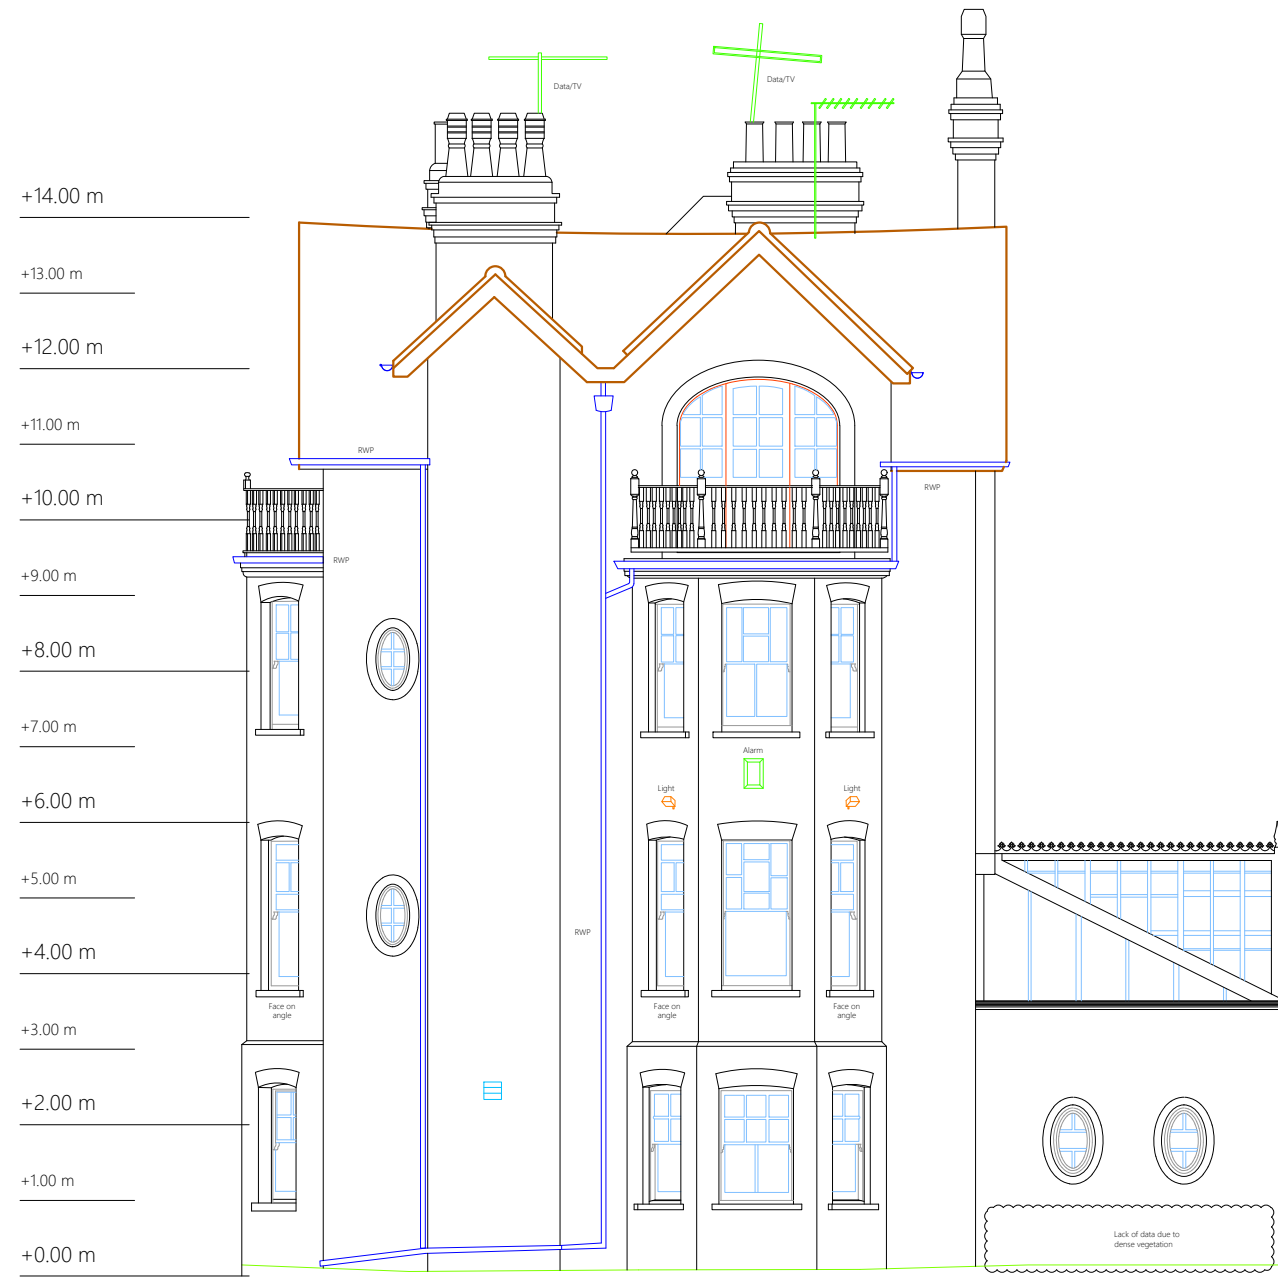 Data/TV
Data/TV
+14.00 m
+13.00 m
+12.00 m
+11.00 m
RWP
RWP
+10.00 m
RWP
+9.00 m
+8.00 m
+7.00 m
Alarm
Light
Light
+6.00 m
+5.00 m
RWP
+4.00 m
Face on
angle
Face on
angle
Face on
angle
+3.00 m
+2.00 m
+1.00 m
Lack of data due to
dense vegetation
+0.00 m